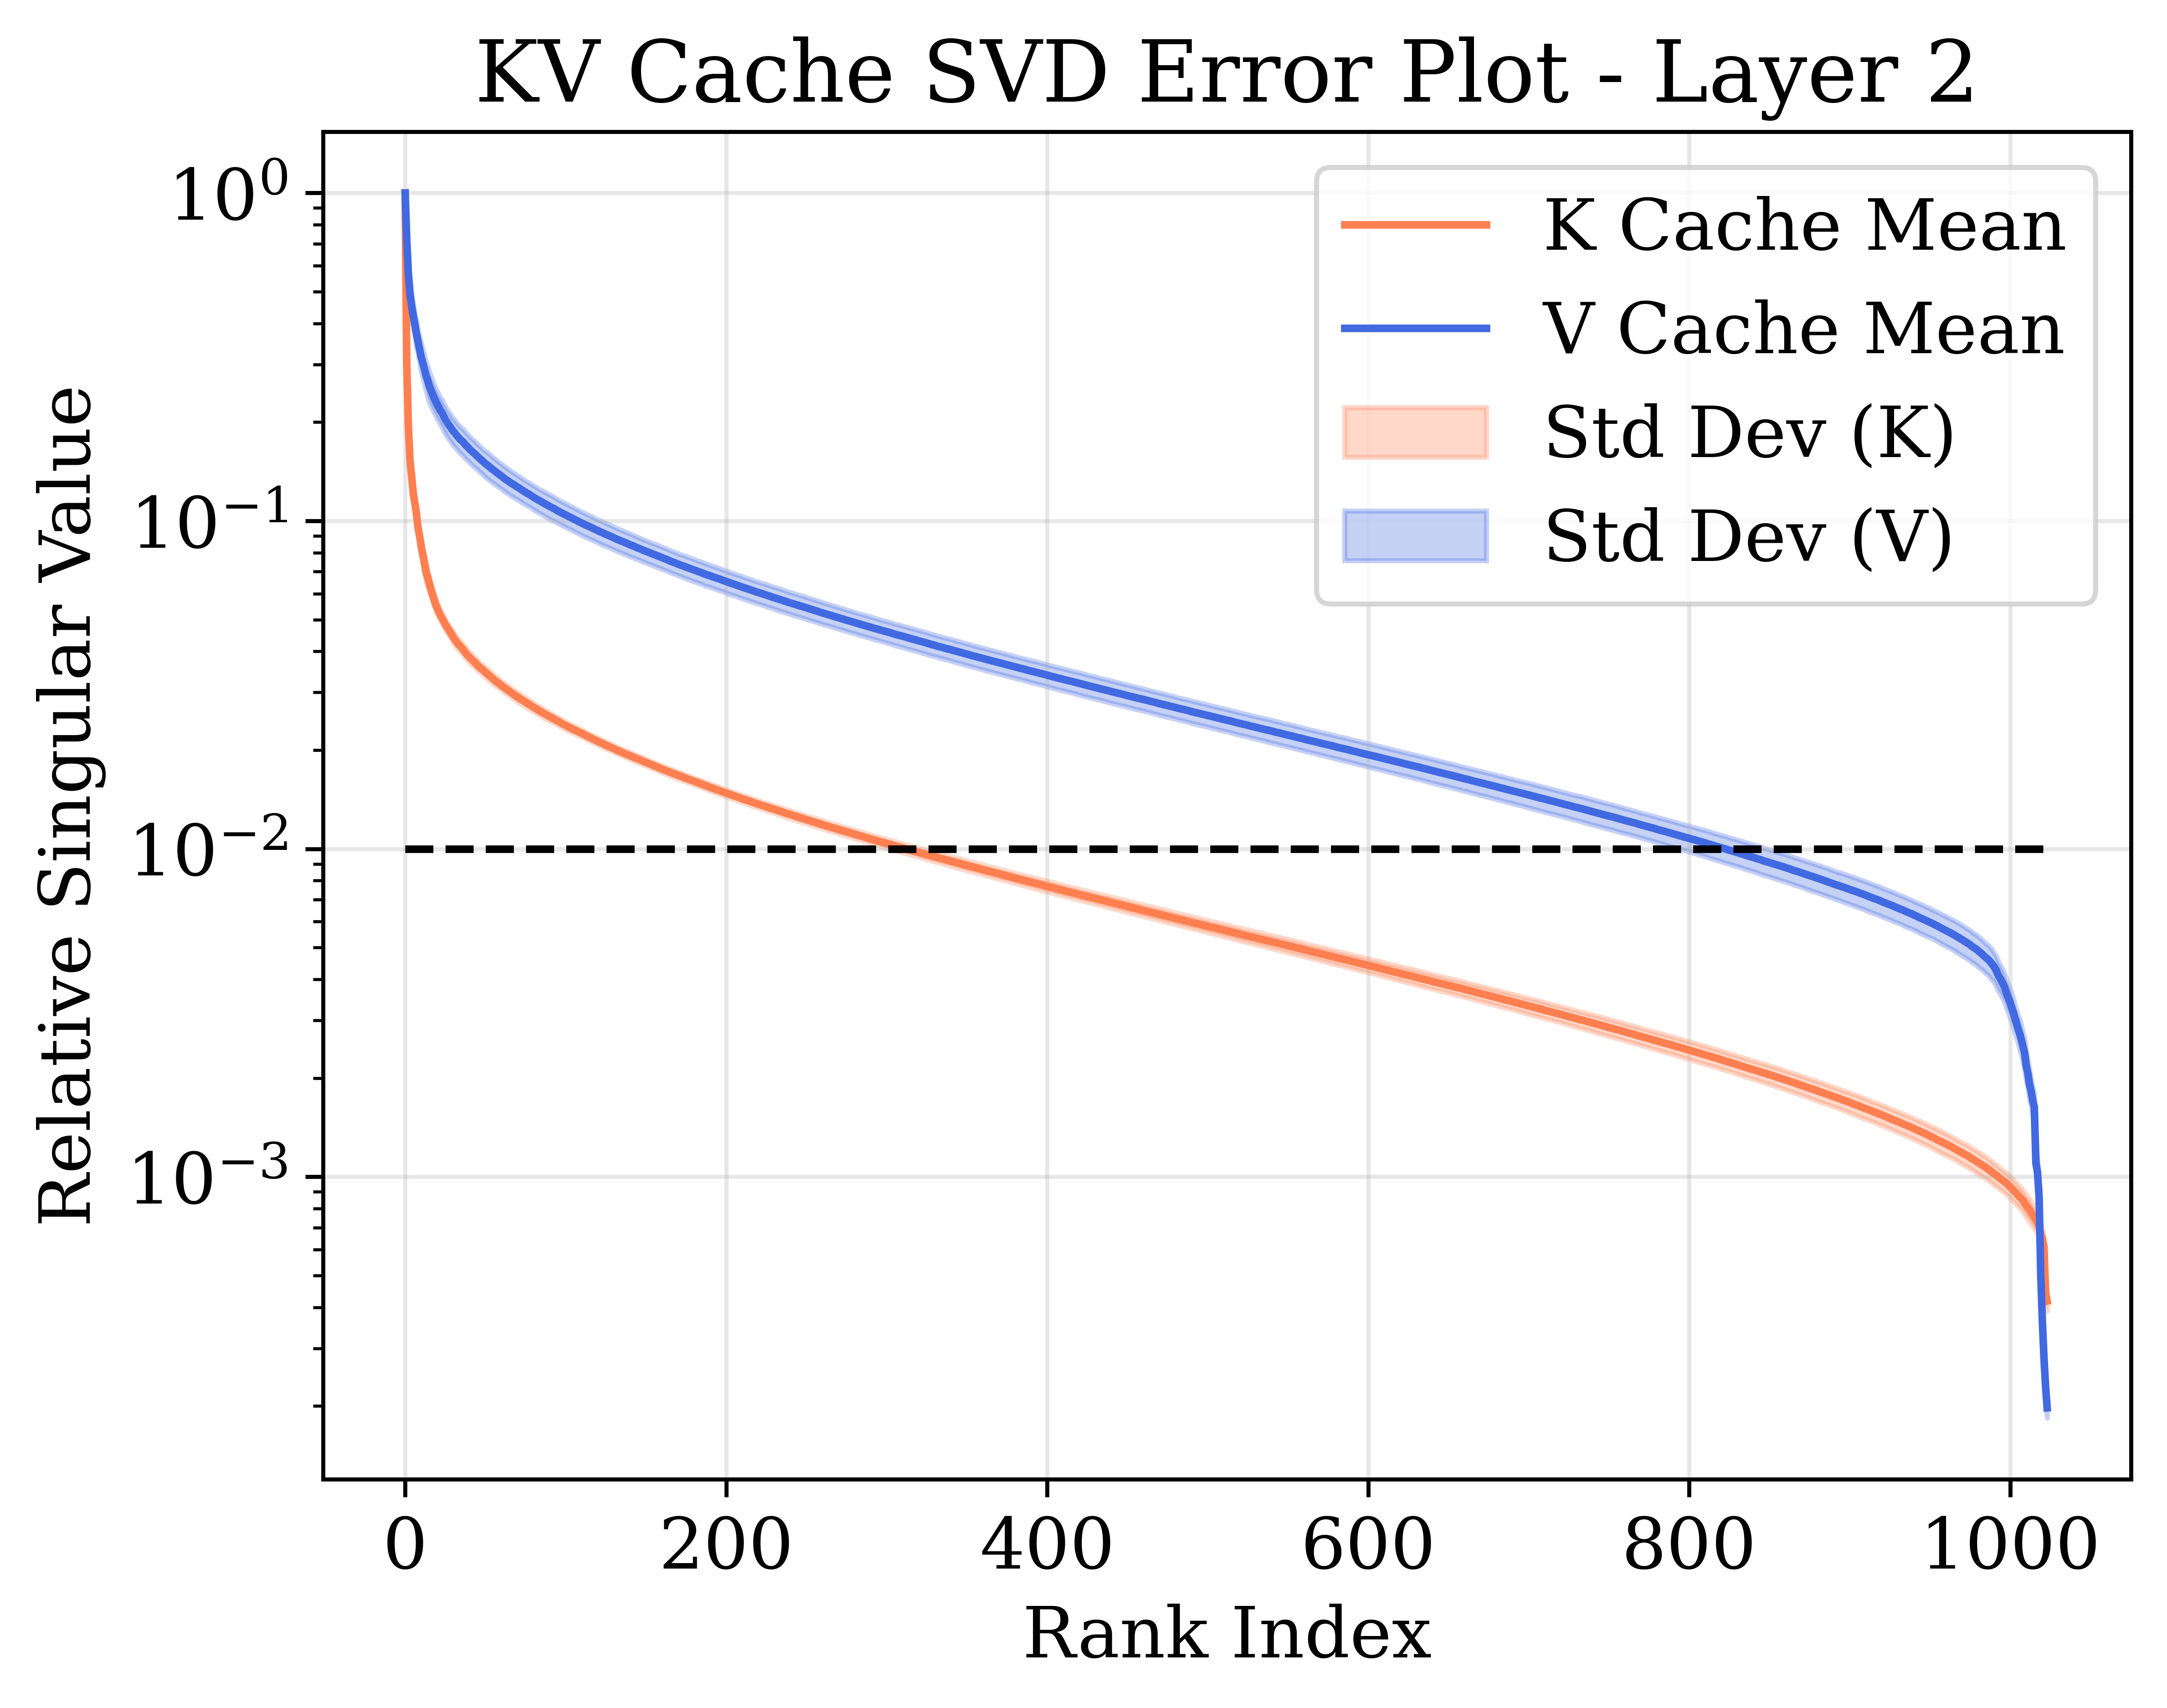 KV Cache SVD Error Plot - Layer 2
K Cache Mean
V Cache Mean
Std Dev (K)
Std Dev (V)
Relative Singular Value
10⁰
10⁻¹
10⁻²
10⁻³
0 200 400 600 800 1000
Rank Index